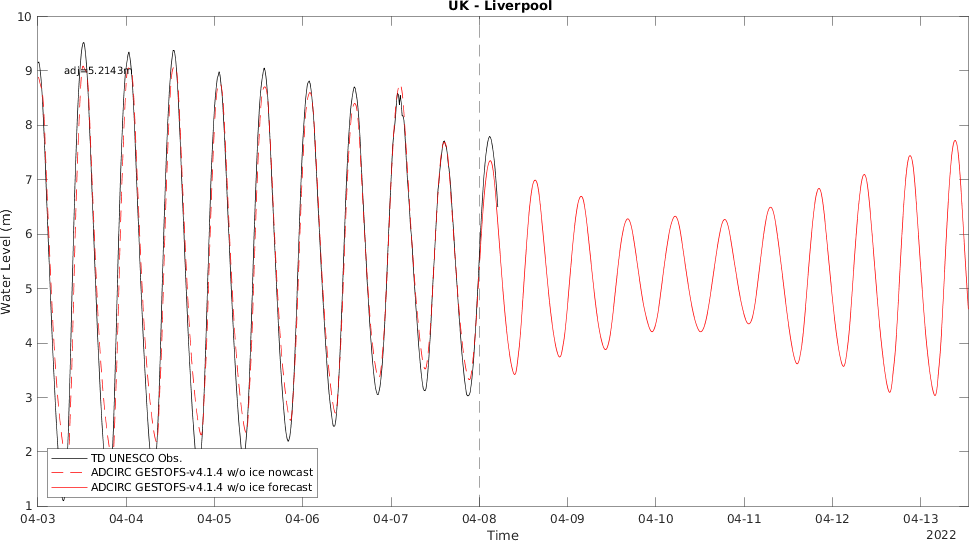 UK - Liverpool
10
9
8
7
6
5
4
3
2
1
Water Level (m)
adj=5.2143m
TD UNESCO Obs.
ADCIRC GESTOFS-v4.1.4 w/o ice nowcast
ADCIRC GESTOFS-v4.1.4 w/o ice forecast
04-03 04-04 04-05 04-06 04-07 04-08 04-09 04-10 04-11 04-12 04-13
Time
2022